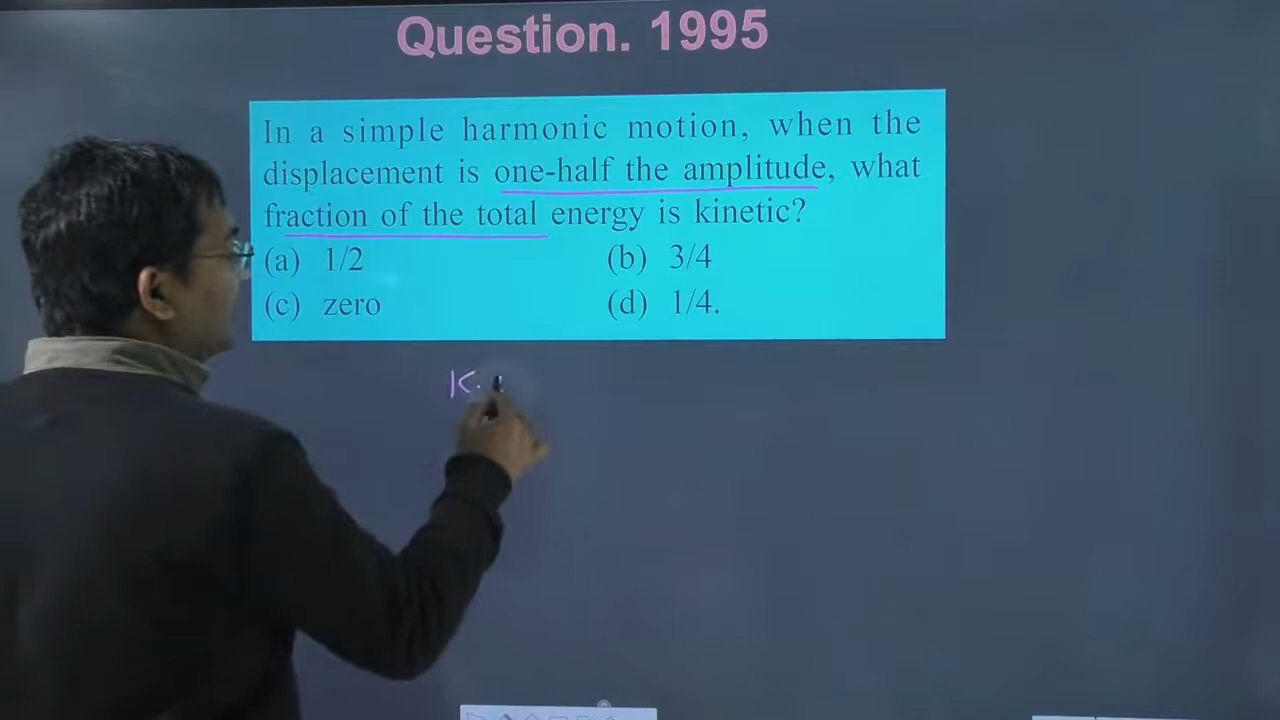 Question. 1995
In a simple harmonic motion, when the
displacement is one-half the amplitude, what
fraction of the total energy is kinetic?
(a) 1/2 (b) 3/4
(c) zero (d) 1/4.
K.